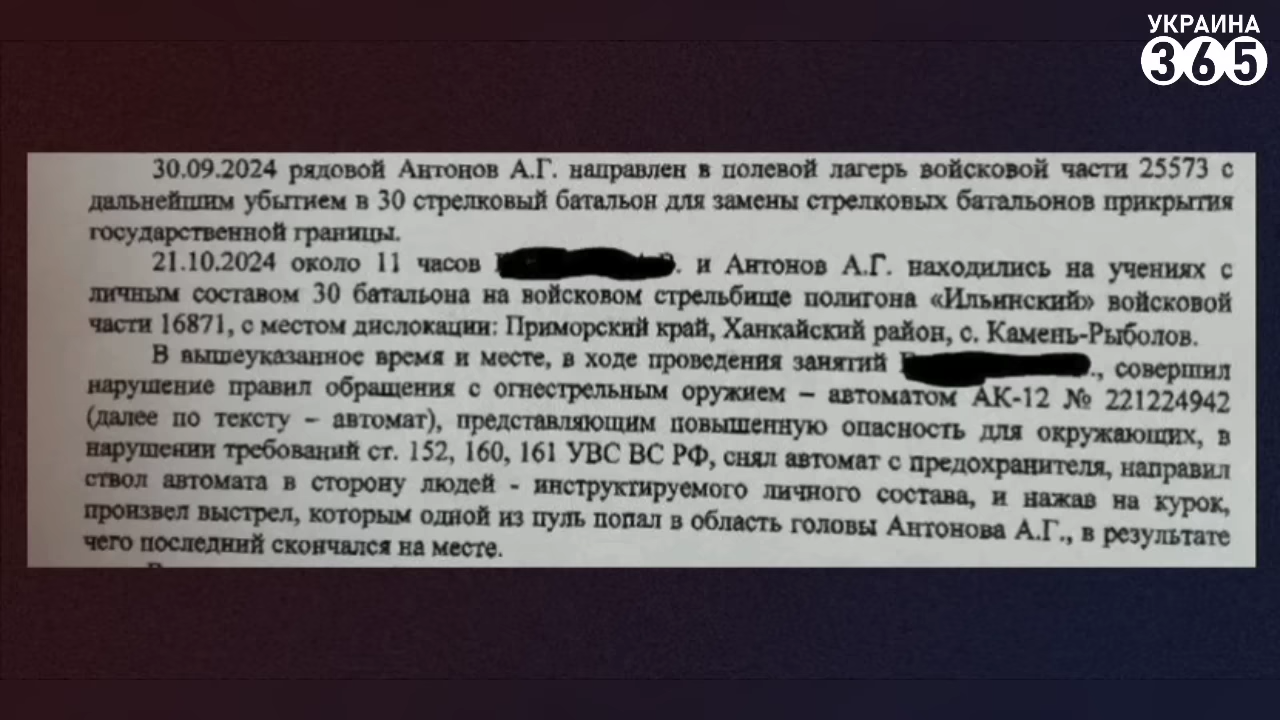 УКРАИНА
365
30.09.2024 рядовой Антонов А.Г. направлен в полевой лагерь войсковой части 25573 с
дальнейшим убытием в 30 стрелковый батальон для замены стрелковых батальонов прикрытия
государственной границы.
21.10.2024 около 11 часов . и Антонов А.Г. находились на учениях с
личным составом 30 батальона на войсковом стрельбище полигона «Ильинский» войсковой
части 16871, с местом дислокации: Приморский край, Ханкайский район, с. Камень-Рыболов.
В вышеуказанное время и месте, в ходе проведения занятий ., совершил
нарушение правил обращения с огнестрельным оружием – автоматом АК-12 № 221224942
(далее по тексту – автомат), представляющим повышенную опасность для окружающих, в
нарушении требований ст. 152, 160, 161 УВС ВС РФ, снял автомат с предохранителя, направил
ствол автомата в сторону людей - инструктируемого личного состава, и нажав на курок,
произвел выстрел, которым одной из пуль попал в область головы Антонова А.Г., в результате
чего последний скончался на месте.